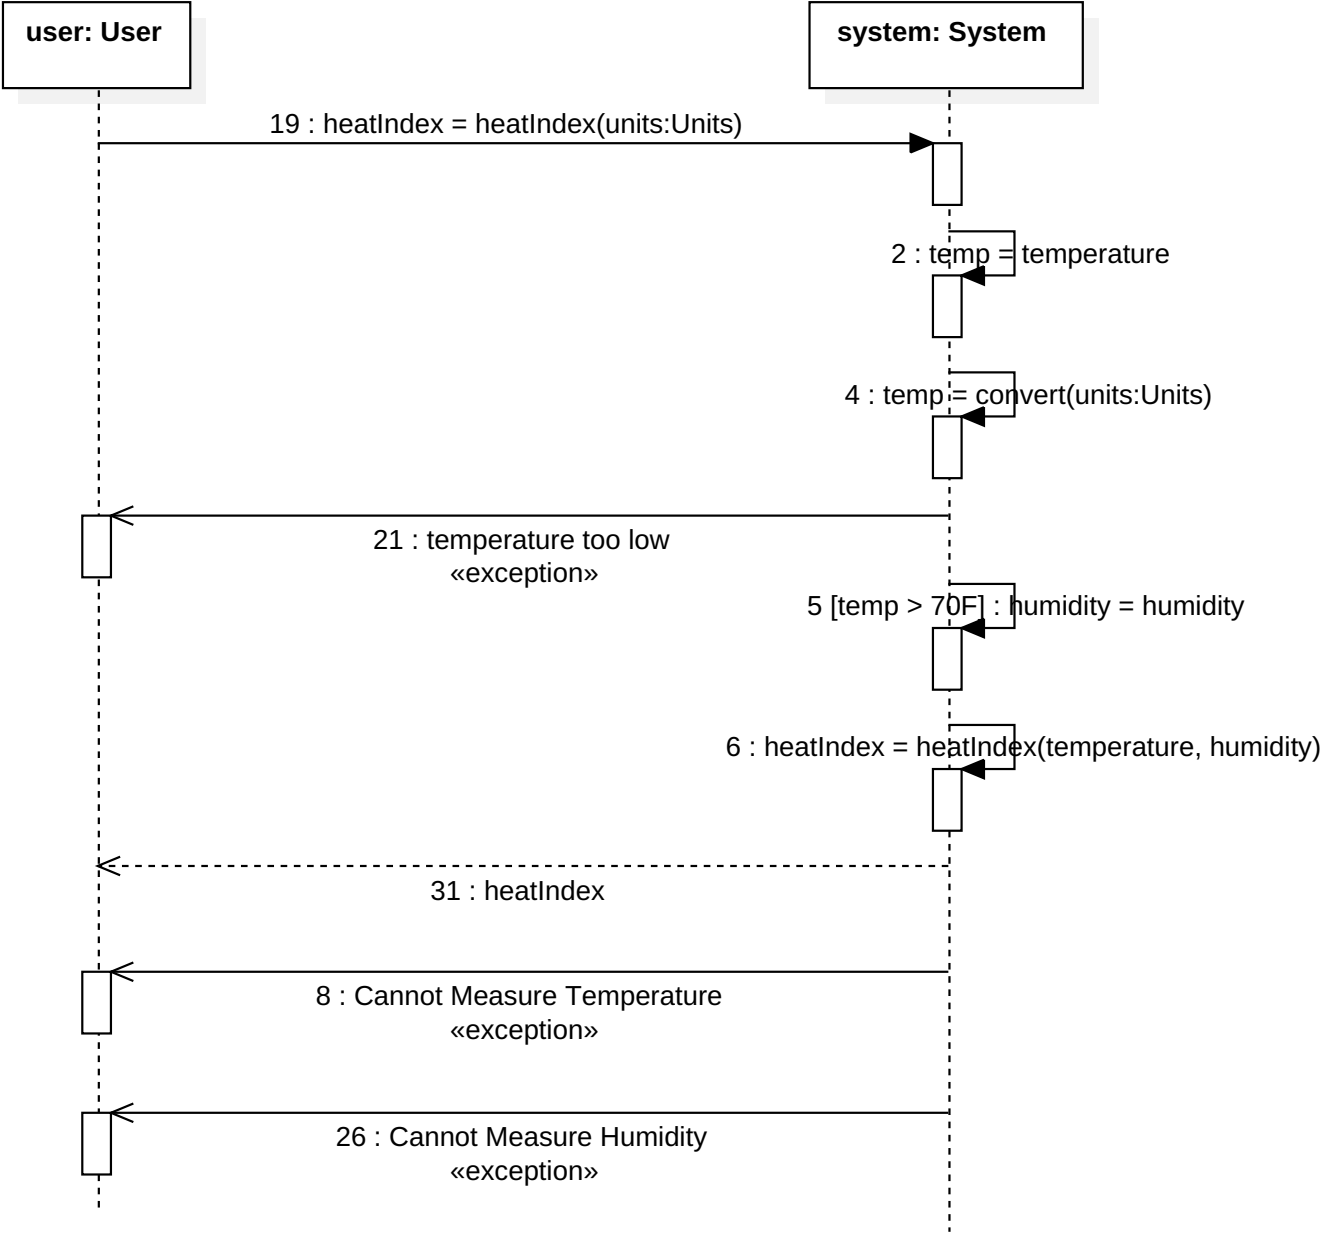 user: User
system: System
19 : heatIndex = heatIndex(units:Units)
2 : temp = temperature
4 : temp = convert(units:Units)
21 : temperature too low
«exception»
5 [temp > 70F] : humidity = humidity
6 : heatIndex = heatIndex(temperature, humidity)
31 : heatIndex
8 : Cannot Measure Temperature
«exception»
26 : Cannot Measure Humidity
«exception»